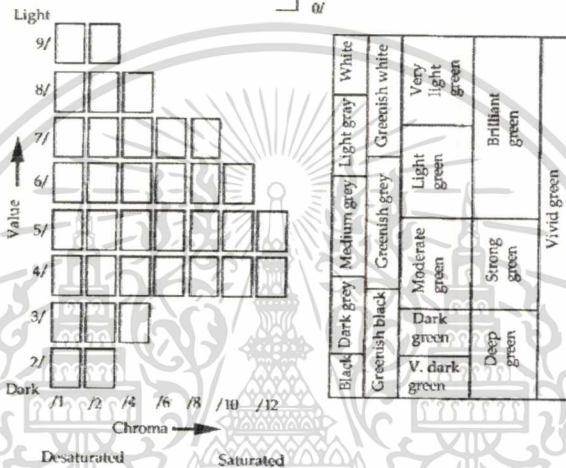 0/
Light
9/
8/
7/
6/
5/
4/
3/
2/
Dark
Value
/1 /2 /4 /6 /8 /10 /12
Chroma
Desaturated Saturated
White
Light gray
Medium grey
Dark grey
Black
Greenish white
Greenish grey
Greenish black
Very
light
green
Light
green
Moderate
green
Dark
green
V. dark
green
Brilliant
green
Strong
green
Deep
green
Vivid green